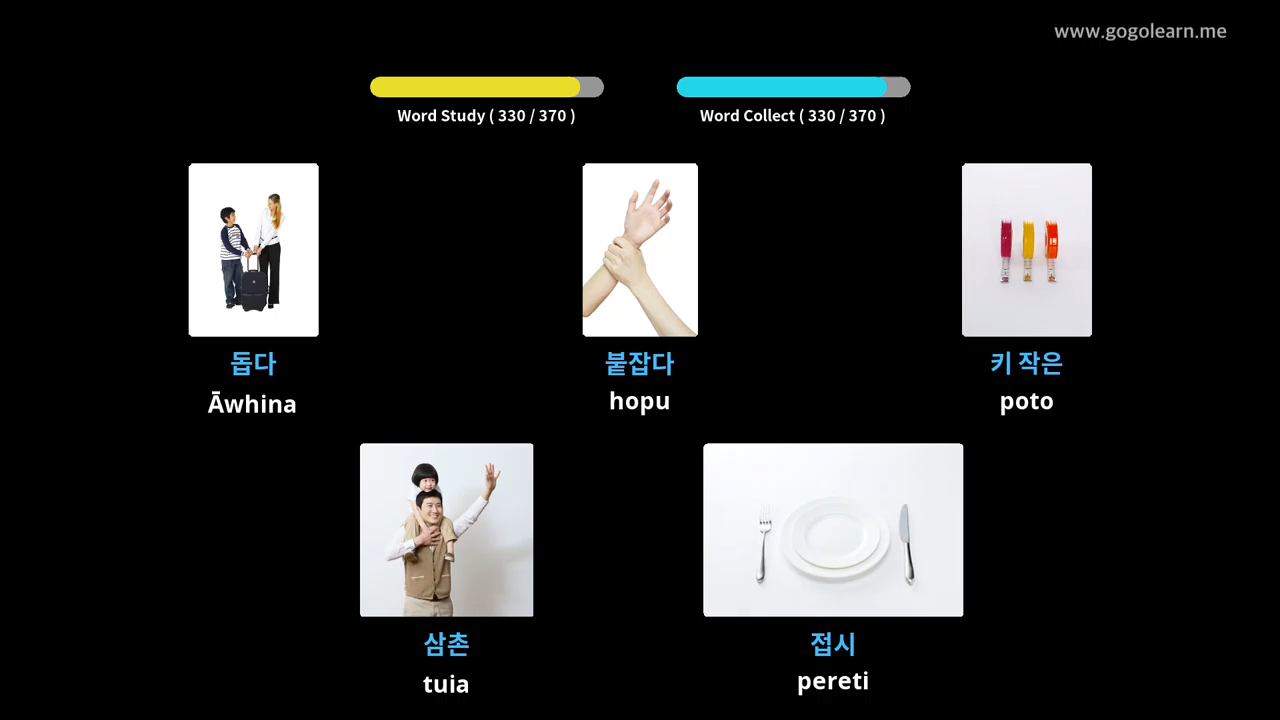 www.gogolearn.me
Word Study ( 330 / 370 )
Word Collect ( 330 / 370 )
돕다
Āwhina
붙잡다
hopu
키 작은
poto
삼촌
tuia
접시
pereti